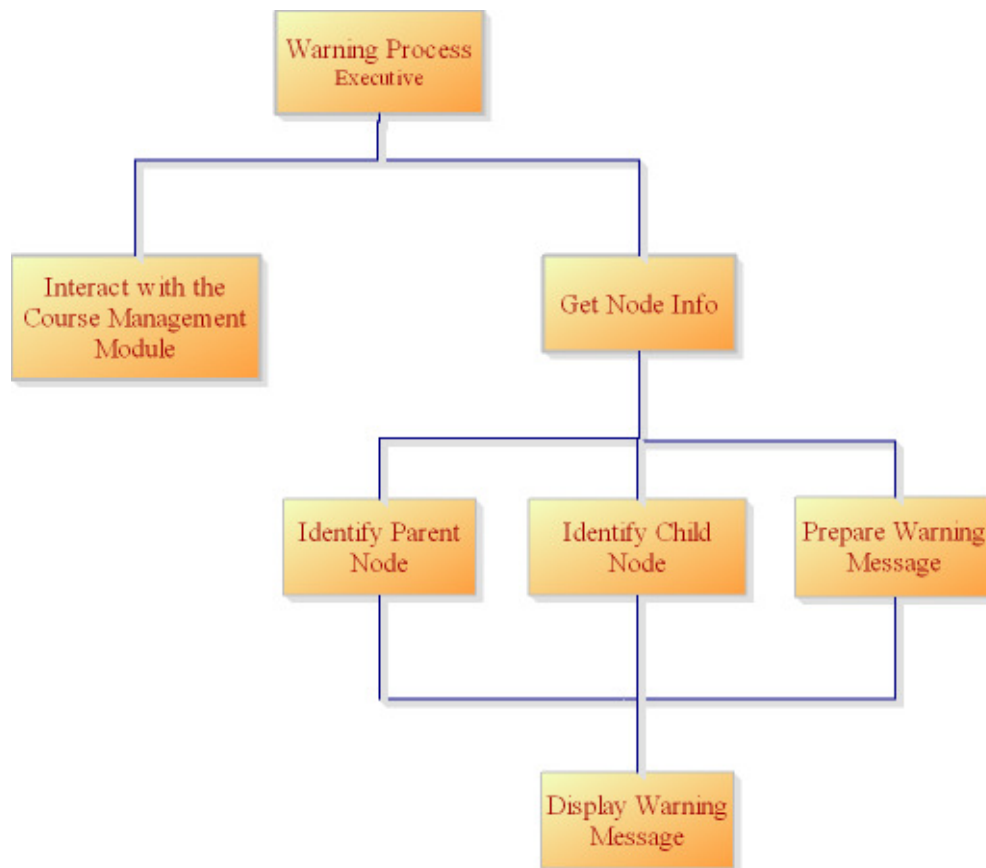 Warning Process
Executive
Interact with the
Course Management
Module
Get Node Info
Identify Parent
Node
Identify Child
Node
Prepare Warning
Message
Display Warning
Message